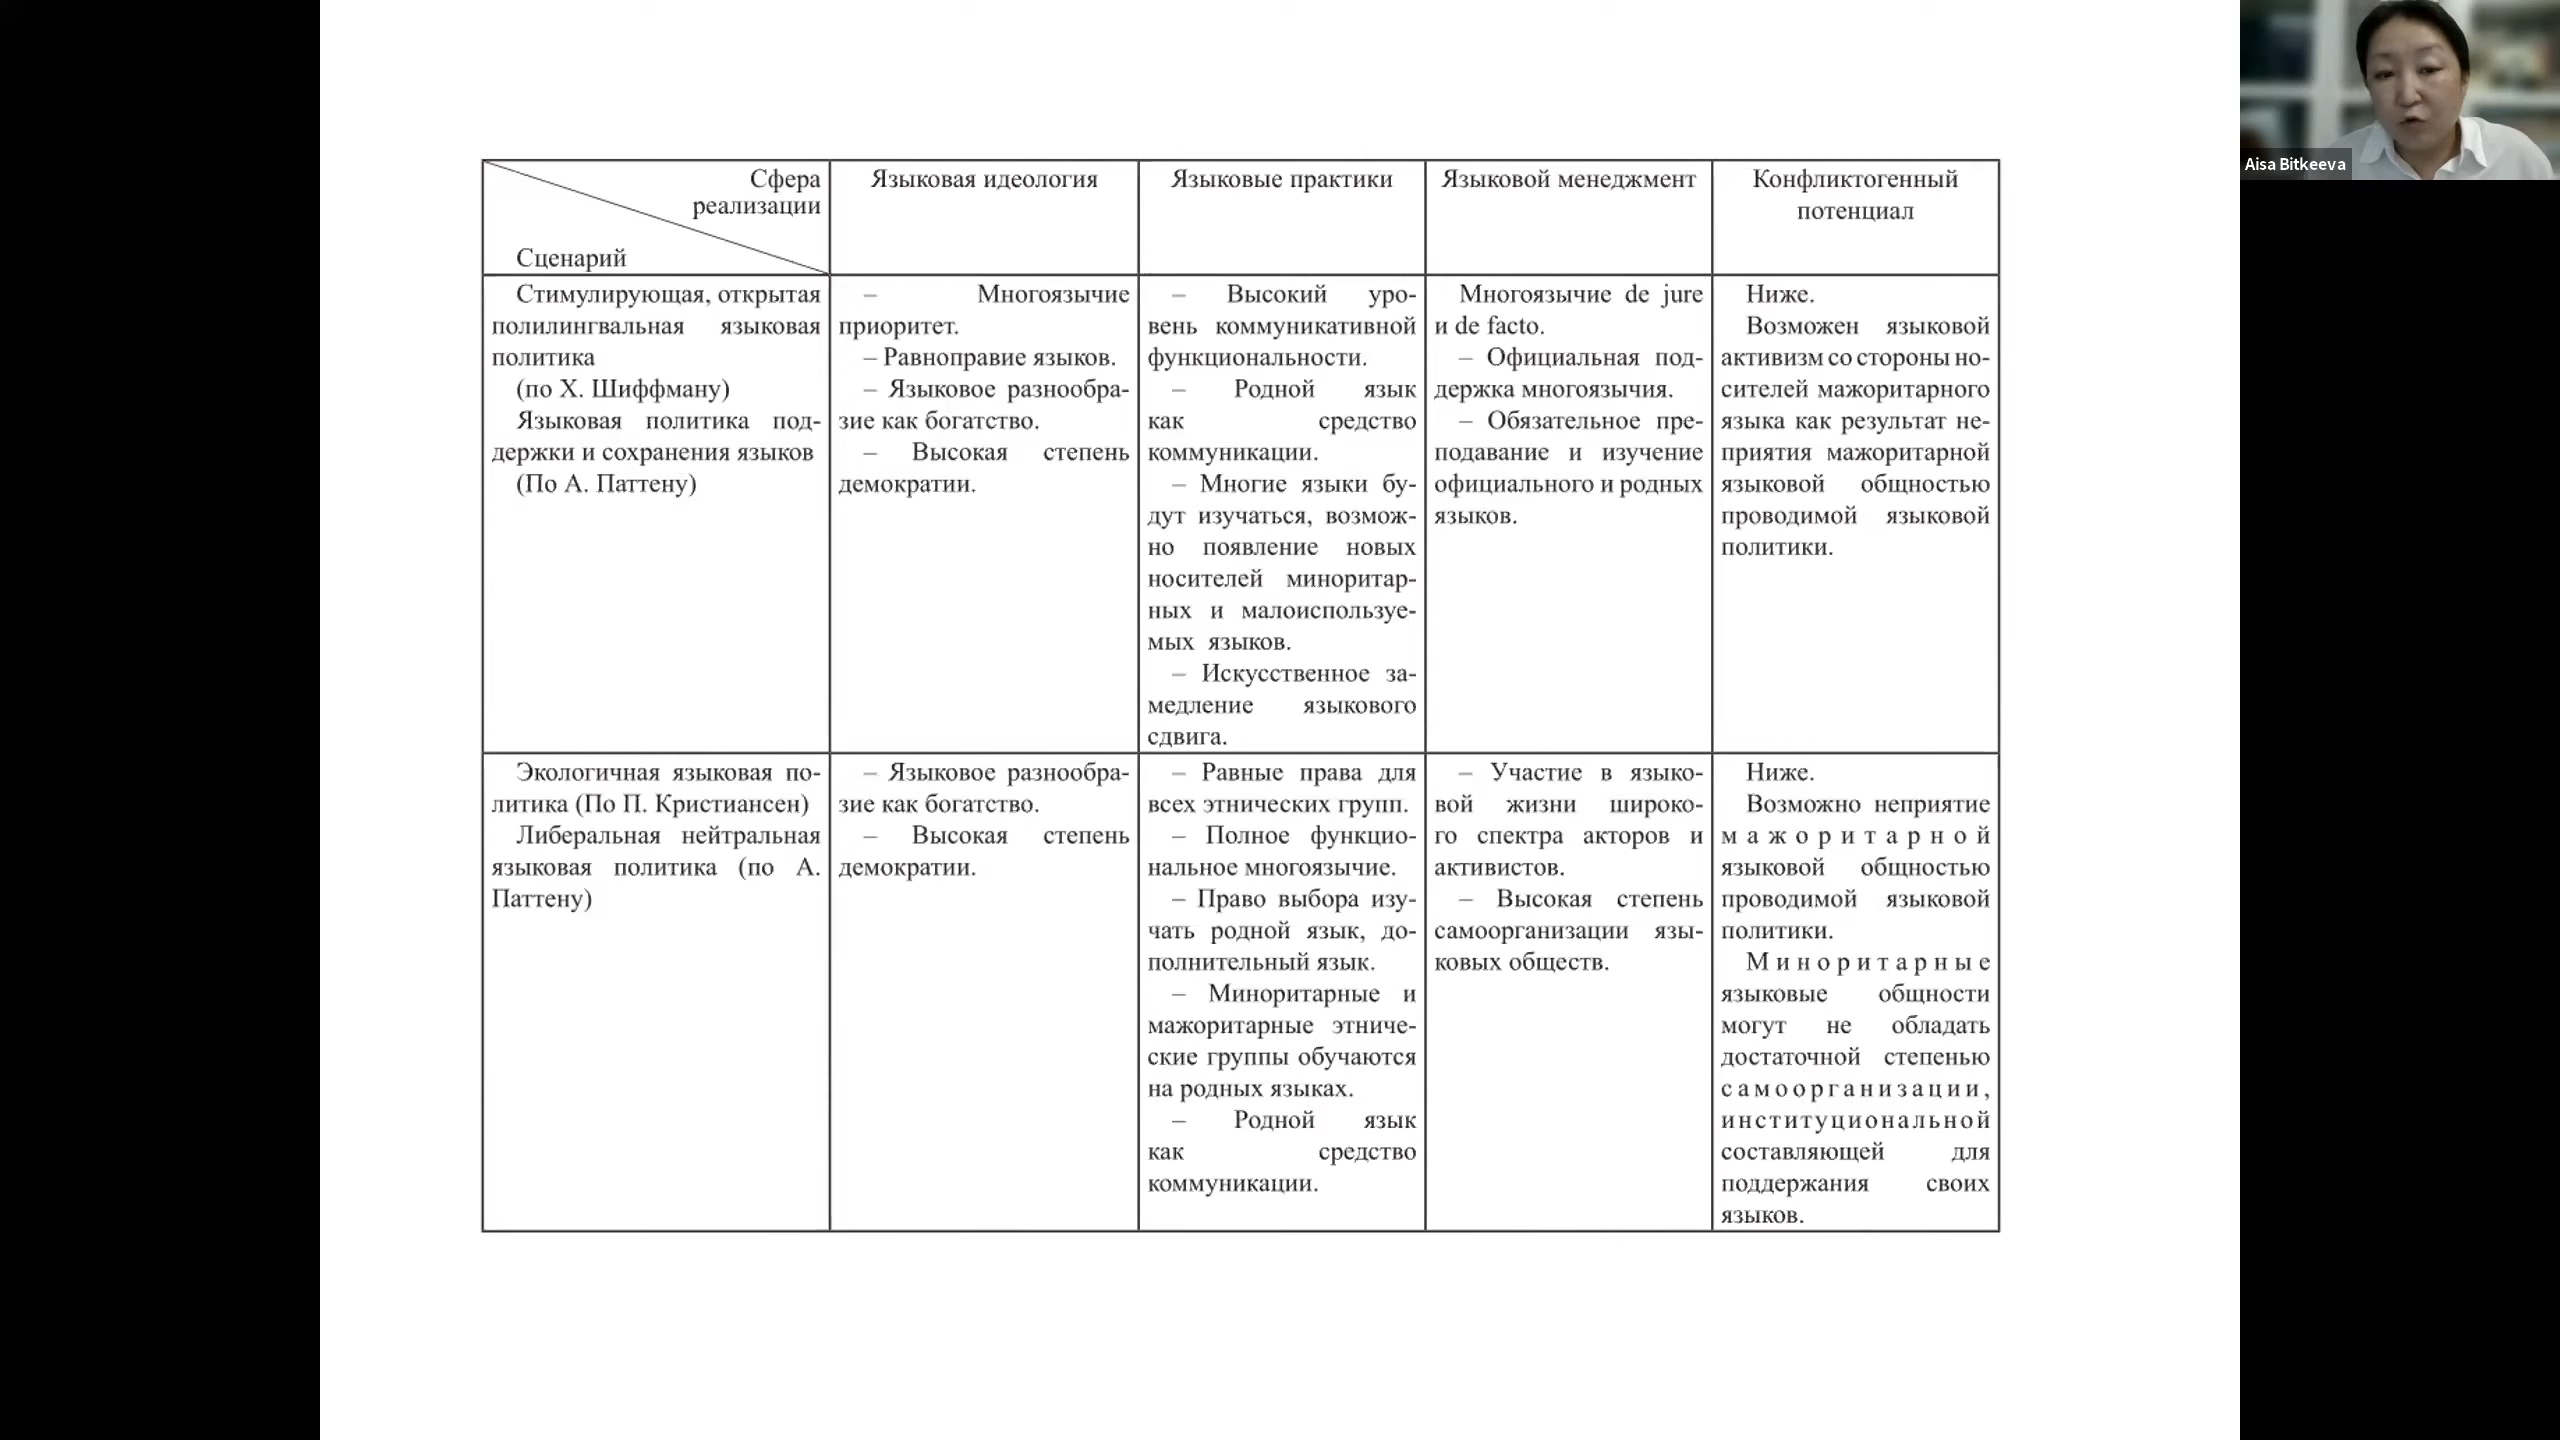 Сфера
реализации
Сценарий
Языковая идеология
Языковые практики
Языковой менеджмент
Конфликтогенный
потенциал
Стимулирующая, открытая
полилингвальная языковая
политика
(по Х. Шиффману)
Языковая политика под-
держки и сохранения языков
(По А. Паттену)
– Многоязычие
приоритет.
– Равноправие языков.
– Языковое разнообра-
зие как богатство.
– Высокая степень
демократии.
– Высокий уро-
вень коммуникативной
функциональности.
– Родной язык
как средство
коммуникации.
– Многие языки бу-
дут изучаться, возмож-
но появление новых
носителей миноритар-
ных и малоиспользуе-
мых языков.
– Искусственное за-
медление языкового
сдвига.
Многоязычие de jure
и de facto.
– Официальная под-
держка многоязычия.
– Обязательное пре-
подавание и изучение
официального и родных
языков.
Ниже.
Возможен языковой
активизм со стороны но-
сителей мажоритарного
языка как результат не-
приятия мажоритарной
языковой общностью
проводимой языковой
политики.
Экологичная языковая по-
литика (По П. Кристиансен)
Либеральная нейтральная
языковая политика (по А.
Паттену)
– Языковое разнообра-
зие как богатство.
– Высокая степень
демократии.
– Равные права для
всех этнических групп.
– Полное функцио-
нальное многоязычие.
– Право выбора изу-
чать родной язык, до-
полнительный язык.
– Миноритарные и
мажоритарные этниче-
ские группы обучаются
на родных языках.
– Родной язык
как средство
коммуникации.
– Участие в языко-
вой жизни широко-
го спектра акторов и
активистов.
– Высокая степень
самоорганизации язы-
ковых обществ.
Ниже.
Возможно неприятие
мажоритарной
языковой общностью
проводимой языковой
политики.
Миноритарные
языковые общности
могут не обладать
достаточной степенью
самоорганизации,
институциональной
составляющей для
поддержания своих
языков.
Aisa Bitkeeva